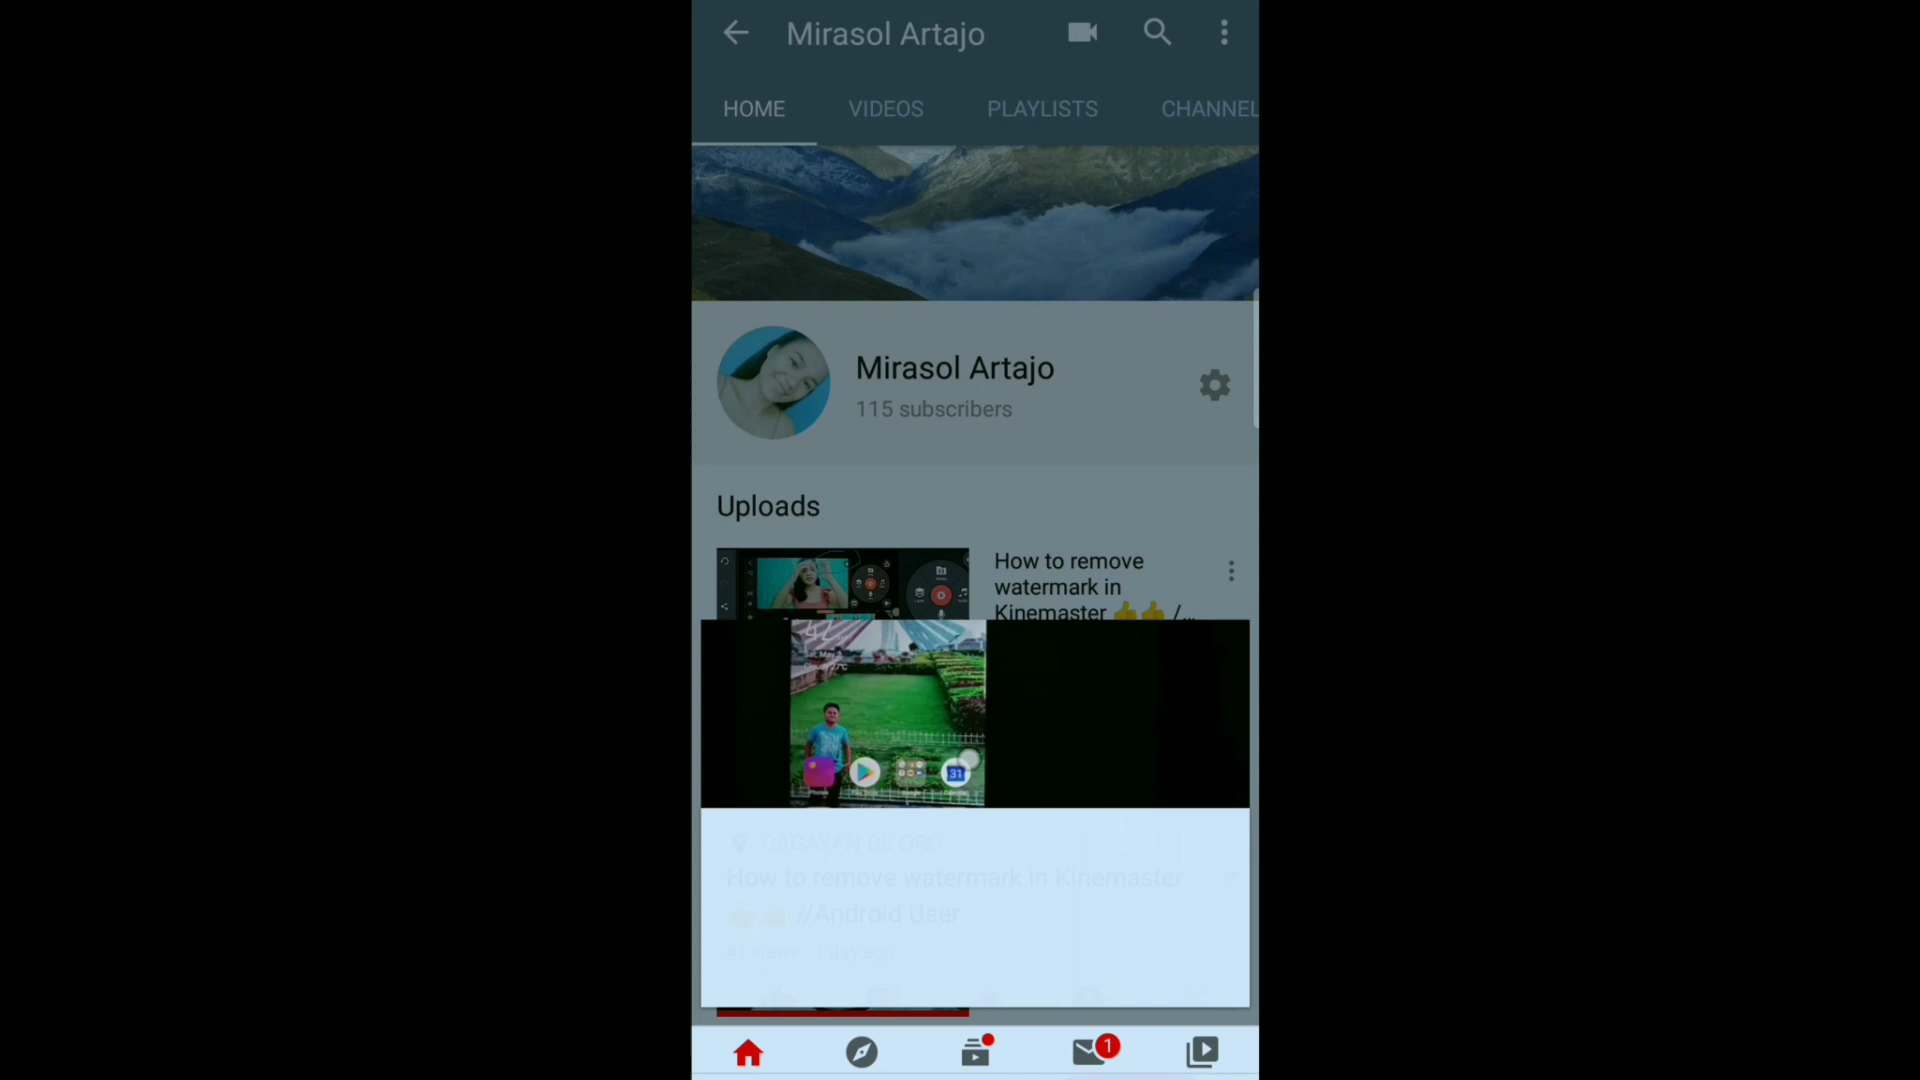 Mirasol Artajo
HOME VIDEOS PLAYLISTS CHANNEL
Mirasol Artajo
115 subscribers
Uploads
How to remove
watermark in
Kinemaster 👍👍 /...
31
CAGAYAN DE ORO
How to remove watermark in Kinemaster
👍👍 //Android User
1